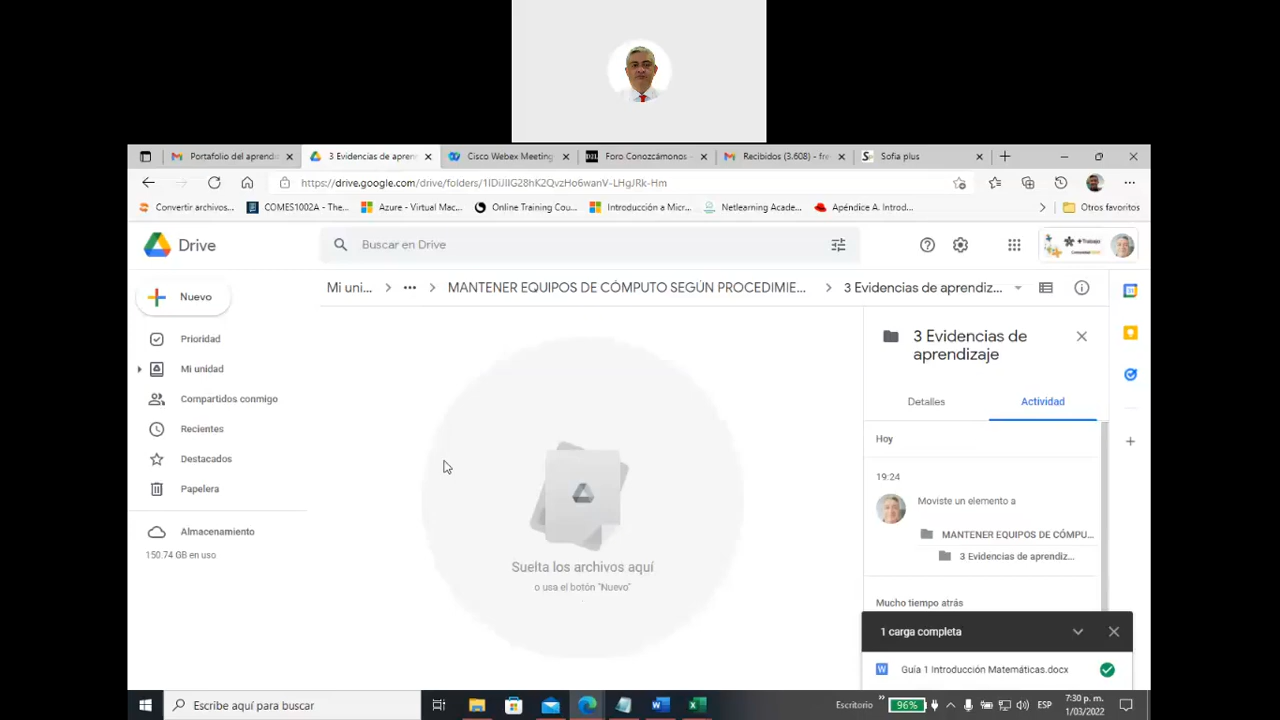 Portafolio del aprendi
3 Evidencias de apren
Cisco Webex Meeting
Foro Conozcámonos -
Recibidos (3.608) - fre
Sofia plus
https://drive.google.com/drive/folders/
Convertir archivos...
COMES1002A - The...
Azure - Virtual Mac...
Online Training Cou...
Introducción a Micr...
Netlearning Acade...
Apéndice A. Introd...
Otros favoritos
Drive
Buscar en Drive
+Trabajo
Nuevo
Mi uni...
MANTENER EQUIPOS DE CÓMPUTO SEGÚN PROCEDIMIE...
3 Evidencias de aprendiz...
Prioridad
Mi unidad
Compartidos conmigo
Recientes
Destacados
Papelera
Almacenamiento
150.74 GB en uso
Suelta los archivos aquí
o usa el botón "Nuevo"
3 Evidencias de
aprendizaje
Detalles
Actividad
Hoy
19:24
Moviste un elemento a
MANTENER EQUIPOS DE CÓMPU...
3 Evidencias de aprendiz...
Mucho tiempo atrás
1 carga completa
Guía 1 Introducción Matemáticas.docx
Escribe aquí para buscar
Escritorio
96%
ESP
7:30 p. m.
1/03/2022